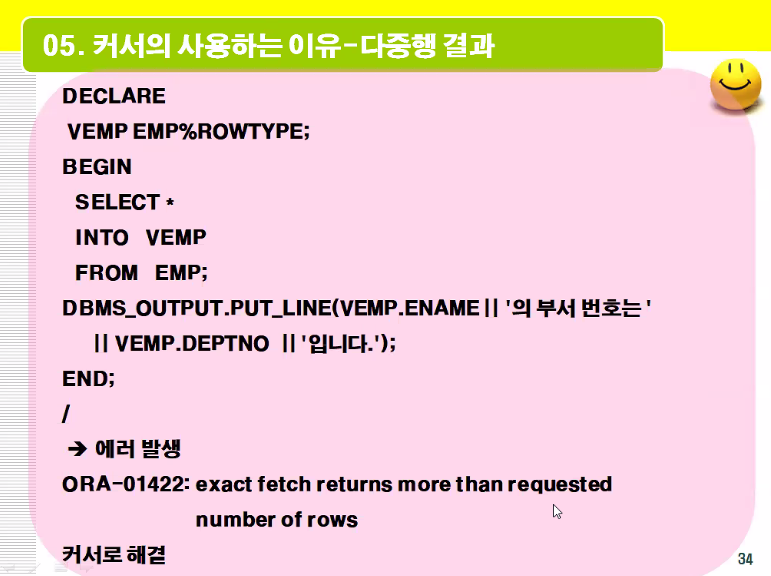 05. 커서의 사용하는 이유-다중행 결과
DECLARE
VEMP EMP%ROWTYPE;
BEGIN
SELECT *
INTO VEMP
FROM EMP;
DBMS_OUTPUT.PUT_LINE(VEMP.ENAME || '의 부서 번호는 '
|| VEMP.DEPTNO || '입니다.');
END;
/
➔ 에러 발생
ORA-01422: exact fetch returns more than requested
number of rows
커서로 해결
34